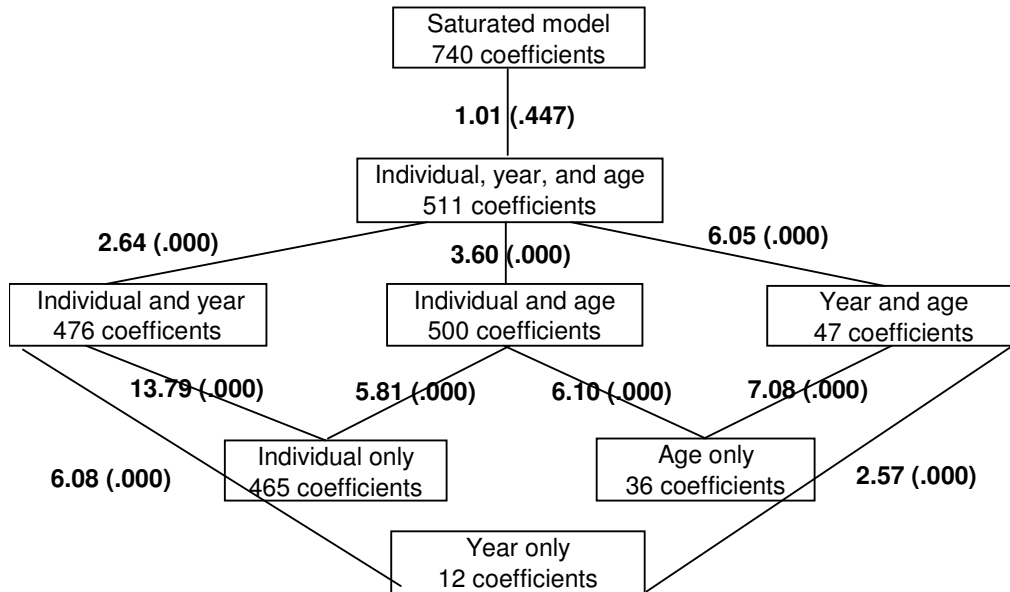 Saturated model
740 coefficients
1.01 (.447)
Individual, year, and age
511 coefficients
2.64 (.000)
3.60 (.000)
6.05 (.000)
Individual and year
476 coefficents
Individual and age
500 coefficients
Year and age
47 coefficients
13.79 (.000)
5.81 (.000)
6.10 (.000)
7.08 (.000)
6.08 (.000)
Individual only
465 coefficients
Age only
36 coefficients
2.57 (.000)
Year only
12 coefficients